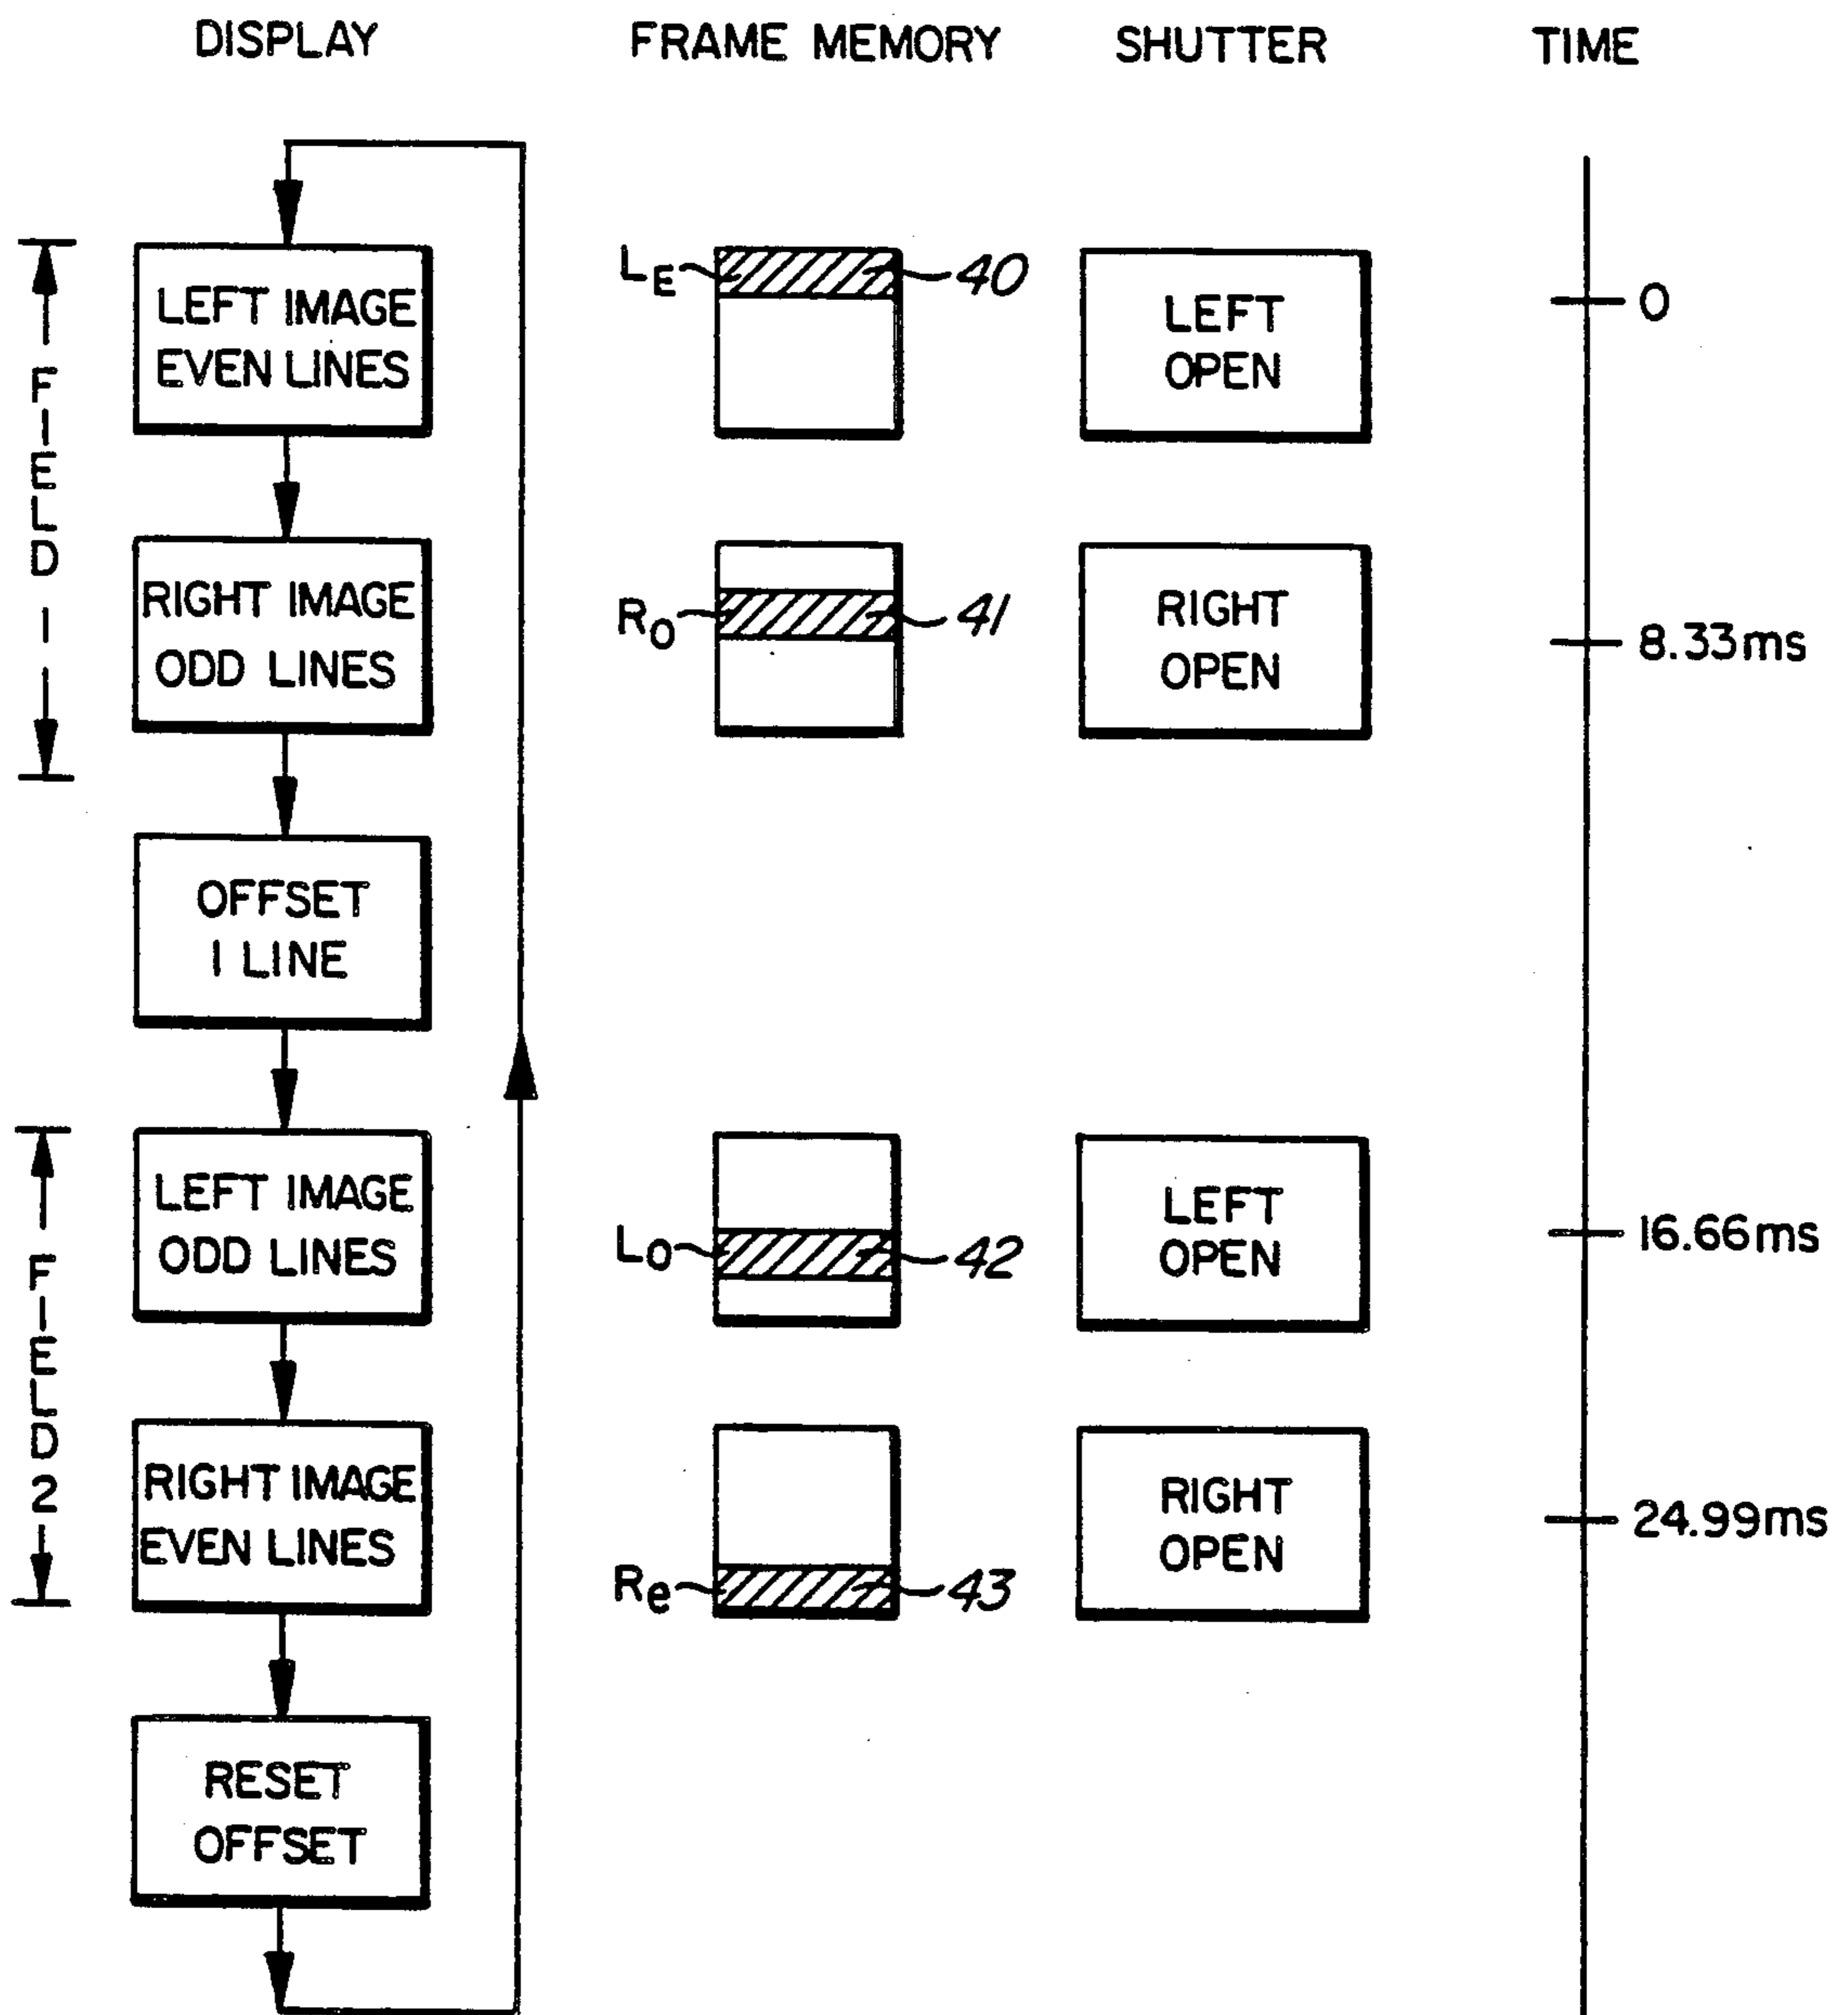 DISPLAY FRAME MEMORY SHUTTER TIME
FIELD 1
LEFT IMAGE
EVEN LINES
LE
40
LEFT
OPEN
0
RIGHT IMAGE
ODD LINES
RO
41
RIGHT
OPEN
8.33ms
OFFSET
1 LINE
FIELD 2
LEFT IMAGE
ODD LINES
LO
42
LEFT
OPEN
16.66ms
RIGHT IMAGE
EVEN LINES
Re
43
RIGHT
OPEN
24.99ms
RESET
OFFSET